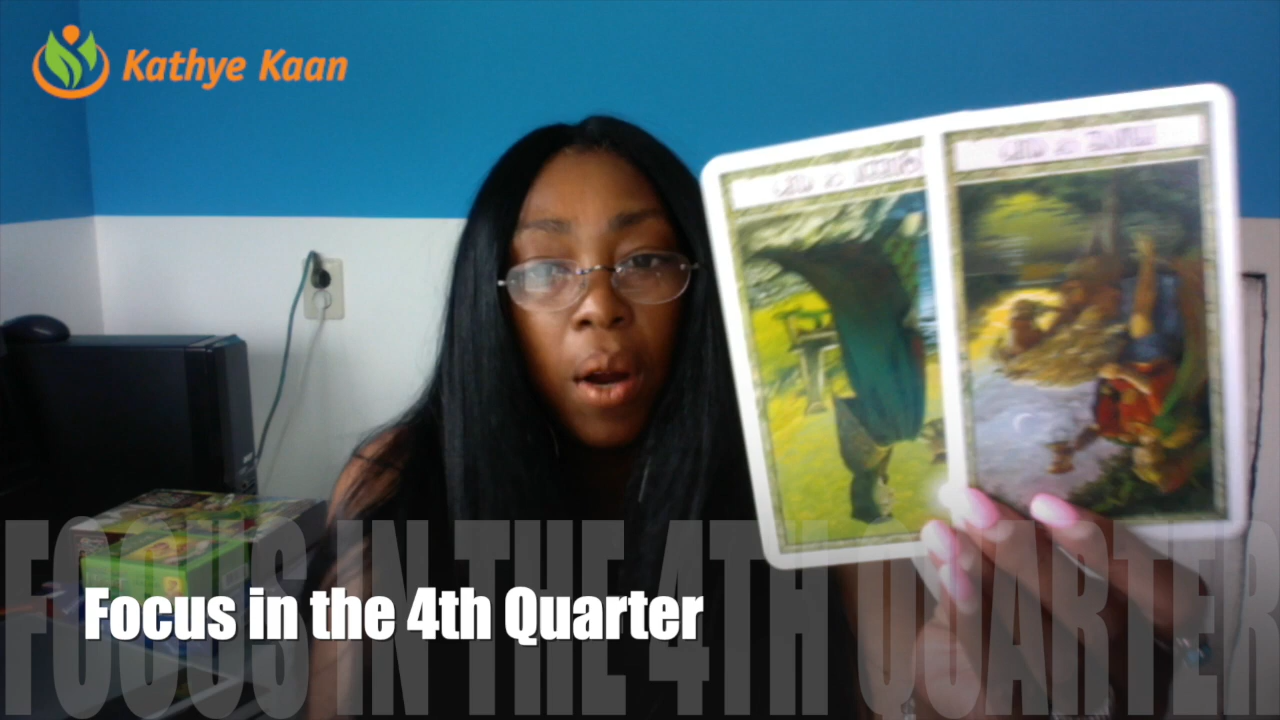 Kathye Kaan
FOCUS IN THE 4TH QUARTER
Focus in the 4th Quarter